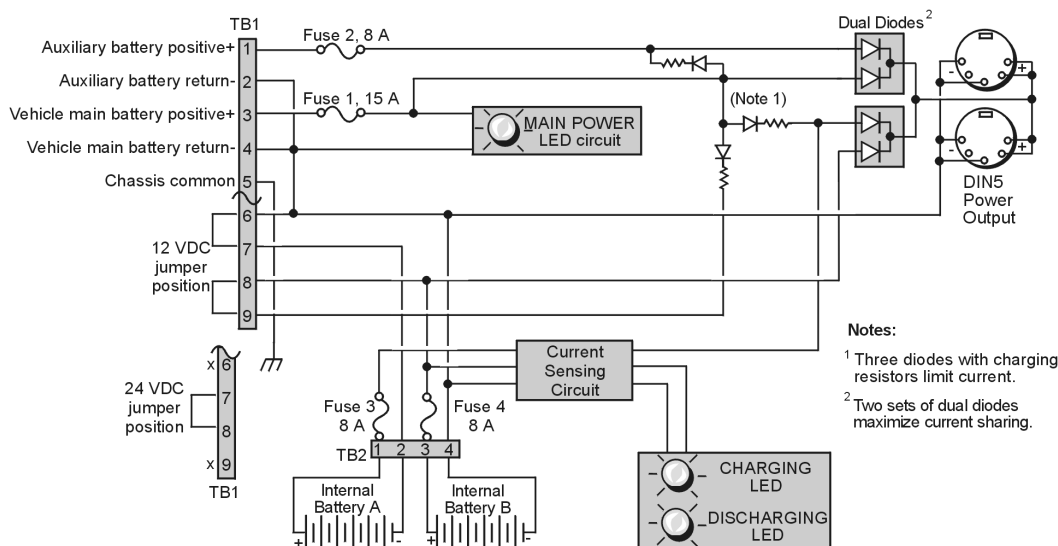 TB1
Auxiliary battery positive+
1
Fuse 2, 8 A
Dual Diodes 2
Auxiliary battery return-
2
Vehicle main battery positive+
3
Fuse 1, 15 A
(Note 1)
MAIN POWER
LED circuit
Vehicle main battery return-
4
Chassis common
5
- +
- +
DIN5
Power
Output
6
7
8
9
12 VDC
jumper
position
x 6
7
8
x 9
24 VDC
jumper
position
TB1
Current
Sensing
Circuit
Fuse 3
8 A
Fuse 4
8 A
TB2
1 2 3 4
Internal
Battery A
+ -
Internal
Battery B
+ -
CHARGING
LED
DISCHARGING
LED
Notes:
1 Three diodes with charging
resistors limit current.
2 Two sets of dual diodes
maximize current sharing.